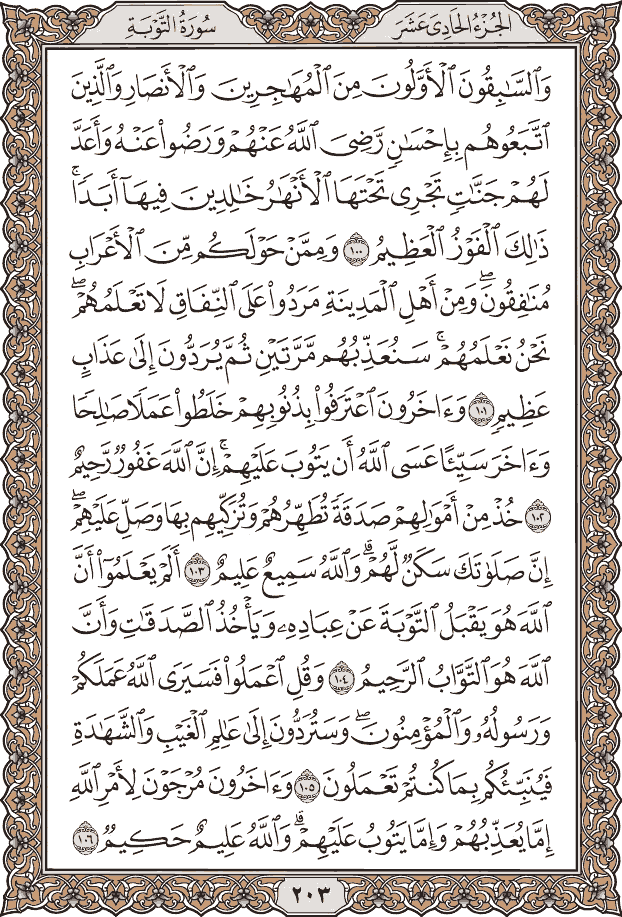 الجُزْءُ الحَادِى عَشَرَ
سُورَةُ التَّوْبَةِ
وَٱلسَّٰبِقُونَ ٱلْأَوَّلُونَ مِنَ ٱلْمُهَٰجِرِينَ وَٱلْأَنصَارِ وَٱلَّذِينَ
ٱتَّبَعُوهُم بِإِحْسَٰنٍ رَّضِىَ ٱللَّهُ عَنْهُمْ وَرَضُوا۟ عَنْهُ وَأَعَدَّ
لَهُمْ جَنَّٰتٍ تَجْرِى تَحْتَهَا ٱلْأَنْهَٰرُ خَٰلِدِينَ فِيهَآ أَبَدًا ۚ
ذَٰلِكَ ٱلْفَوْزُ ٱلْعَظِيمُ ١٠٠ وَمِمَّنْ حَوْلَكُم مِّنَ ٱلْأَعْرَابِ
مُنَٰفِقُونَ ۖ وَمِنْ أَهْلِ ٱلْمَدِينَةِ مَرَدُوا۟ عَلَى ٱلنِّفَاقِ لَا تَعْلَمُهُمْ ۖ
نَحْنُ نَعْلَمُهُمْ ۚ سَنُعَذِّبُهُم مَّرَّتَيْنِ ثُمَّ يُرَدُّونَ إِلَىٰ عَذَابٍ
عَظِيمٍ ١٠١ وَءَاخَرُونَ ٱعْتَرَفُوا۟ بِذُنُوبِهِمْ خَلَطُوا۟ عَمَلًا صَٰلِحًا
وَءَاخَرَ سَيِّئًا عَسَى ٱللَّهُ أَن يَتُوبَ عَلَيْهِمْ ۚ إِنَّ ٱللَّهَ غَفُورٌ رَّحِيمٌ
١٠٢ خُذْ مِنْ أَمْوَٰلِهِمْ صَدَقَةً تُطَهِّرُهُمْ وَتُزَكِّيهِم بِهَا وَصَلِّ عَلَيْهِمْ ۖ
إِنَّ صَلَوٰتَكَ سَكَنٌ لَّهُمْ ۗ وَٱللَّهُ سَمِيعٌ عَلِيمٌ ١٠٣ أَلَمْ يَعْلَمُوٓا۟ أَنَّ
ٱللَّهَ هُوَ يَقْبَلُ ٱلتَّوْبَةَ عَنْ عِبَادِهِۦ وَيَأْخُذُ ٱلصَّدَقَٰتِ وَأَنَّ
ٱللَّهَ هُوَ ٱلتَّوَّابُ ٱلرَّحِيمُ ١٠٤ وَقُلِ ٱعْمَلُوا۟ فَسَيَرَى ٱللَّهُ عَمَلَكُمْ
وَرَسُولُهُۥ وَٱلْمُؤْمِنُونَ ۖ وَسَتُرَدُّونَ إِلَىٰ عَٰلِمِ ٱلْغَيْبِ وَٱلشَّهَٰدَةِ
فَيُنَبِّئُكُم بِمَا كُنتُمْ تَعْمَلُونَ ١٠٥ وَءَاخَرُونَ مُرْجَوْنَ لِأَمْرِ ٱللَّهِ
إِمَّا يُعَذِّبُهُمْ وَإِمَّا يَتُوبُ عَلَيْهِمْ ۗ وَٱللَّهُ عَلِيمٌ حَكِيمٌ ١٠٦
٢٠٣